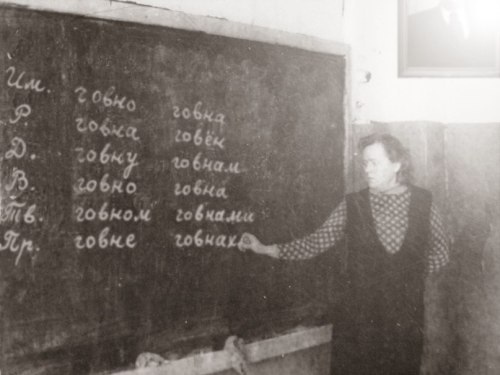 Им. говно говна
Р. говна говён
Д. говну говнам
В. говно говна
Тв. говном говнами
Пр. говне говнах